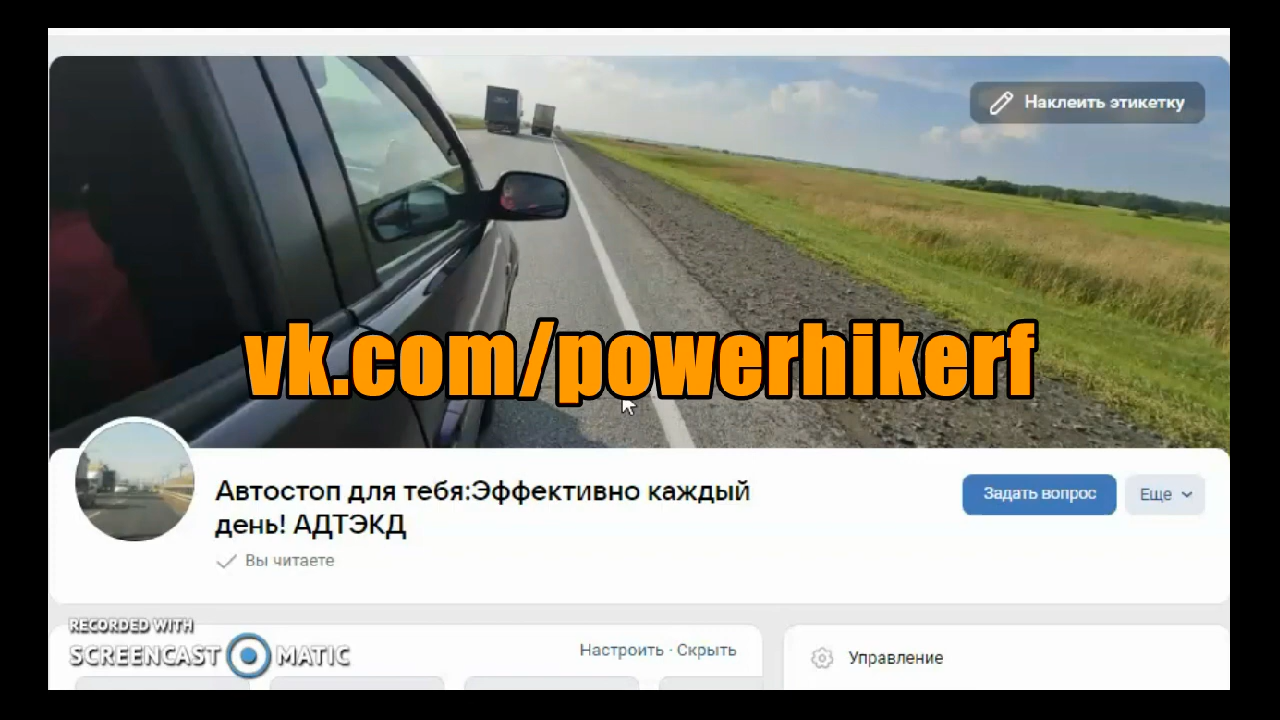 Наклеить этикетку
vk.com/powerhikerf
Автостоп для тебя:Эффективно каждый
день! АДТЭКД
Задать вопрос
Еще
Вы читаете
RECORDED WITH
SCREENCAST MATIC
Настроить · Скрыть
Управление